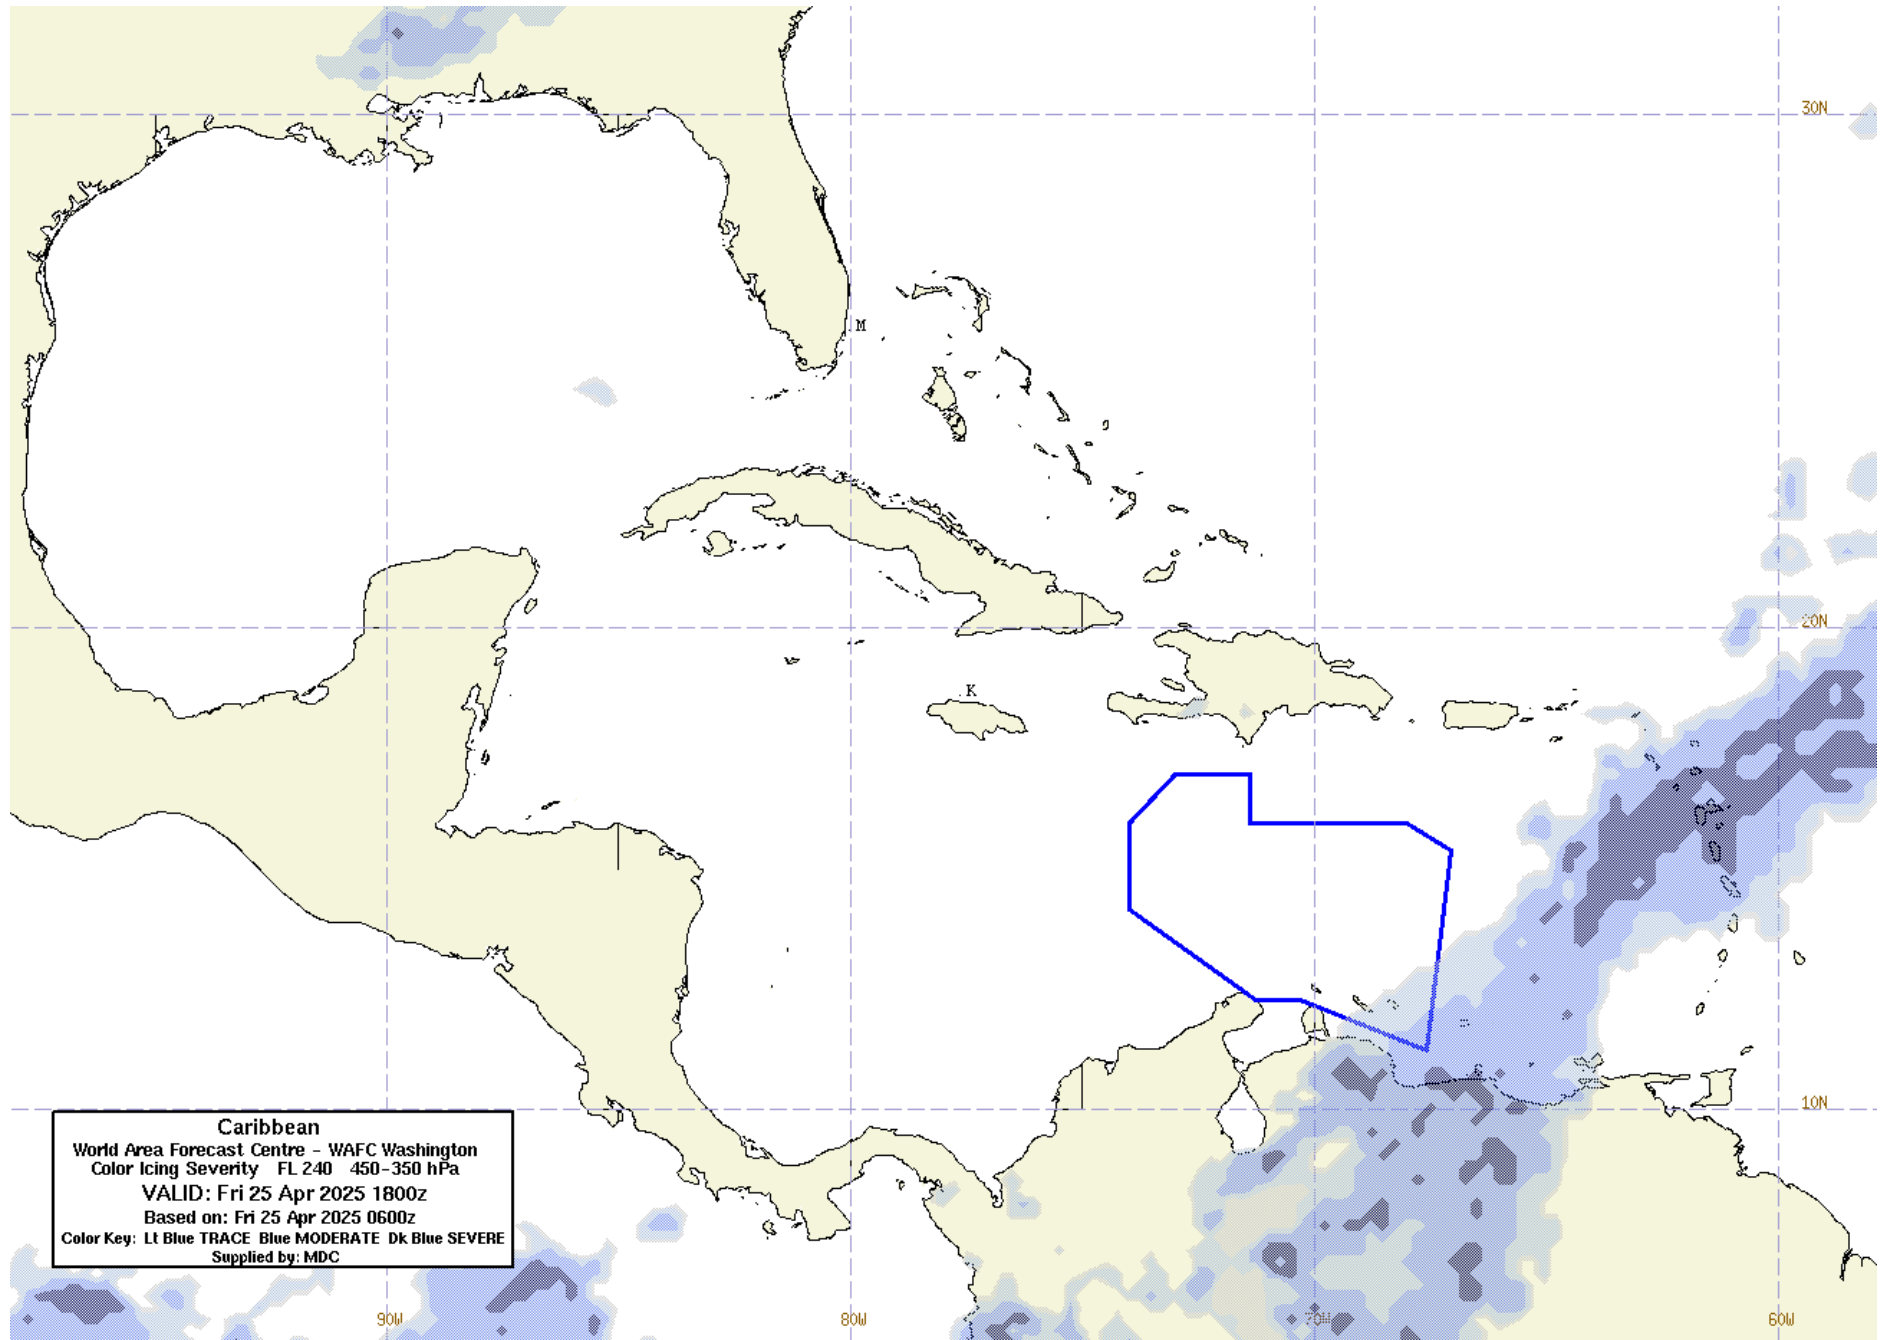 30N
M
20N
K
10N
Caribbean
World Area Forecast Centre - WAFC Washington
Color Icing Severity FL 240 450-350 hPa
VALID: Fri 25 Apr 2025 1800z
Based on: Fri 25 Apr 2025 0600z
Color Key: Lt Blue TRACE Blue MODERATE Dk Blue SEVERE
Supplied by: MDC
90W
80W
70W
60W